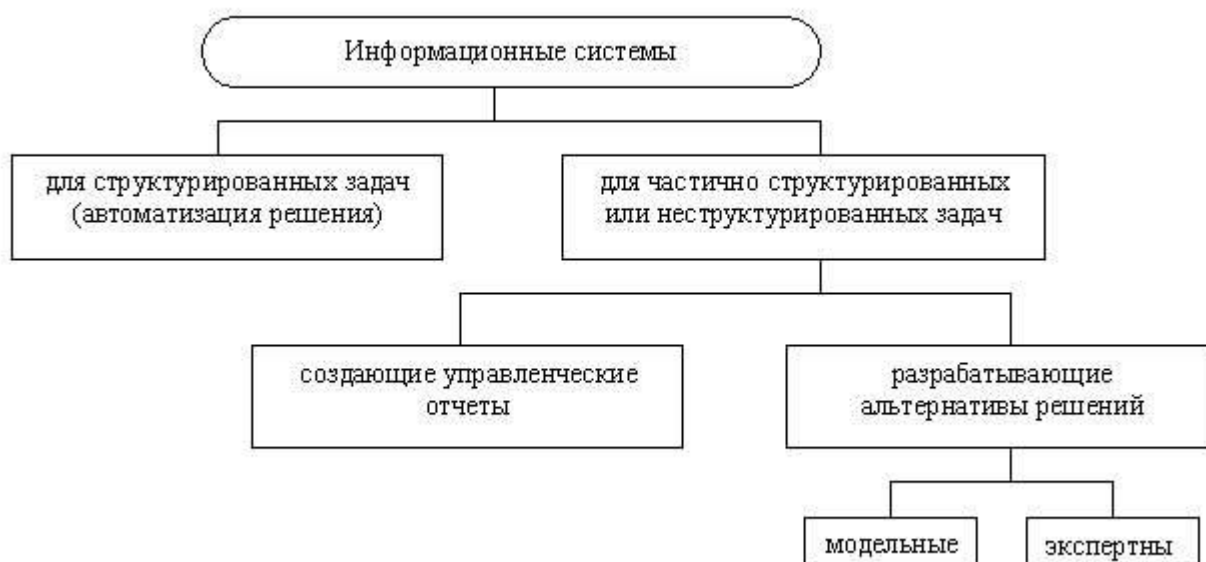 Информационные системы
для структурированных задач
(автоматизация решения)
для частично структурированных
или неструктурированных задач
создающие управленческие
отчеты
разрабатывающие
альтернативы решений
модельные
экспертны